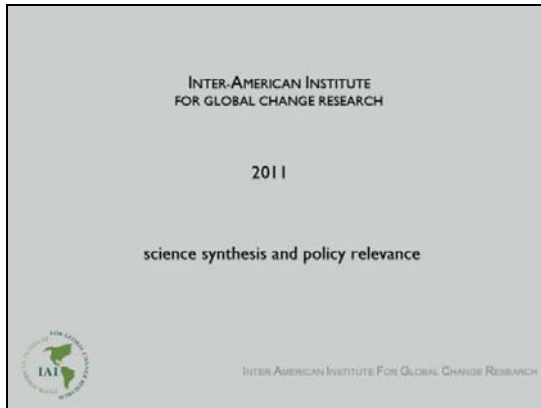 INTER-AMERICAN INSTITUTE
FOR GLOBAL CHANGE RESEARCH
2011
science synthesis and policy relevance
IAI
INTER-AMERICAN INSTITUTE FOR GLOBAL CHANGE RESEARCH